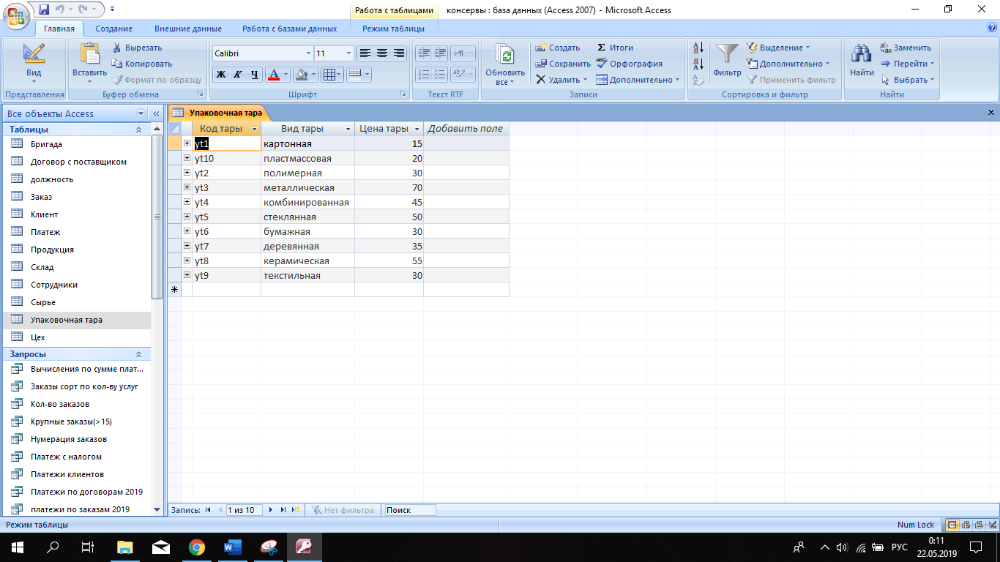 Работа с таблицами
консервы : база данных (Access 2007) - Microsoft Access
Главная Создание Внешние данные Работа с базами данных Режим таблицы
Вид
Представления
Вставить
Вырезать
Копировать
Формат по образцу
Буфер обмена
Calibri 11
Ж К Ч А
Шрифт
Текст RTF
Обновить все
Создать
Сохранить
Удалить
Σ Итоги
ABC Орфография
Дополнительно
Записи
Фильтр
Выделение
Дополнительно
Применить фильтр
Сортировка и фильтр
Найти
Заменить
Перейти
Выбрать
Найти
Все объекты Access «
Таблицы
Бригада
Договор с поставщиком
должность
Заказ
Клиент
Платеж
Продукция
Склад
Сотрудники
Сырье
Упаковочная тара
Цех
Запросы
Вычисления по сумме плат...
Заказы сорт по кол-ву услуг
Кол-во заказов
Крупные заказы(>15)
Нумерация заказов
Платеж с налогом
Платежи клиентов
Платежи по договорам 2019
платежи по заказам 2019
Упаковочная тара
Код тары Вид тары Цена тары Добавить поле
yt1 картонная 15
yt10 пластмассовая 20
yt2 полимерная 30
yt3 металлическая 70
yt4 комбинированная 45
yt5 стеклянная 50
yt6 бумажная 30
yt7 деревянная 35
yt8 керамическая 55
yt9 текстильная 30
Запись: 1 из 10 Нет фильтра Поиск
Режим таблицы Num Lock
РУС
0:11
22.05.2019